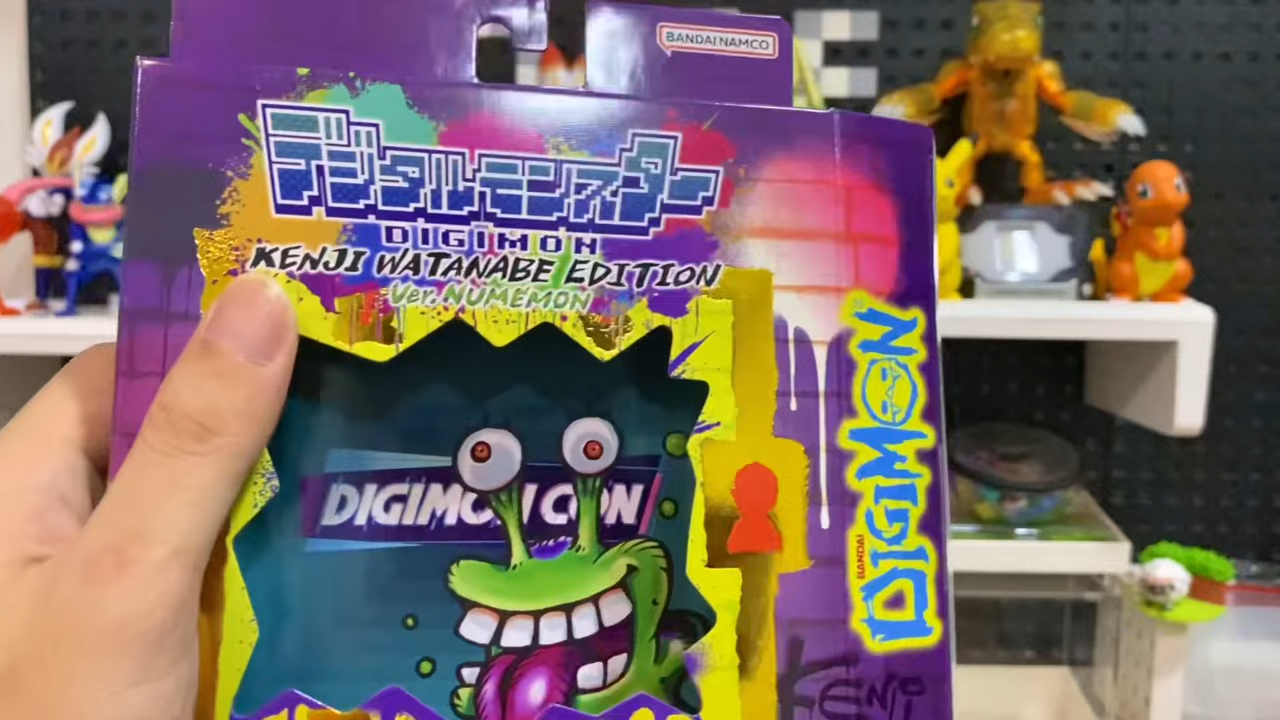 BANDAI NAMCO
デジタルモンスター
DIGIMON
KENJI WATANABE EDITION
Ver. NUMEMON
DIGIMON CON
BANDAI
DIGIMON
KENJI